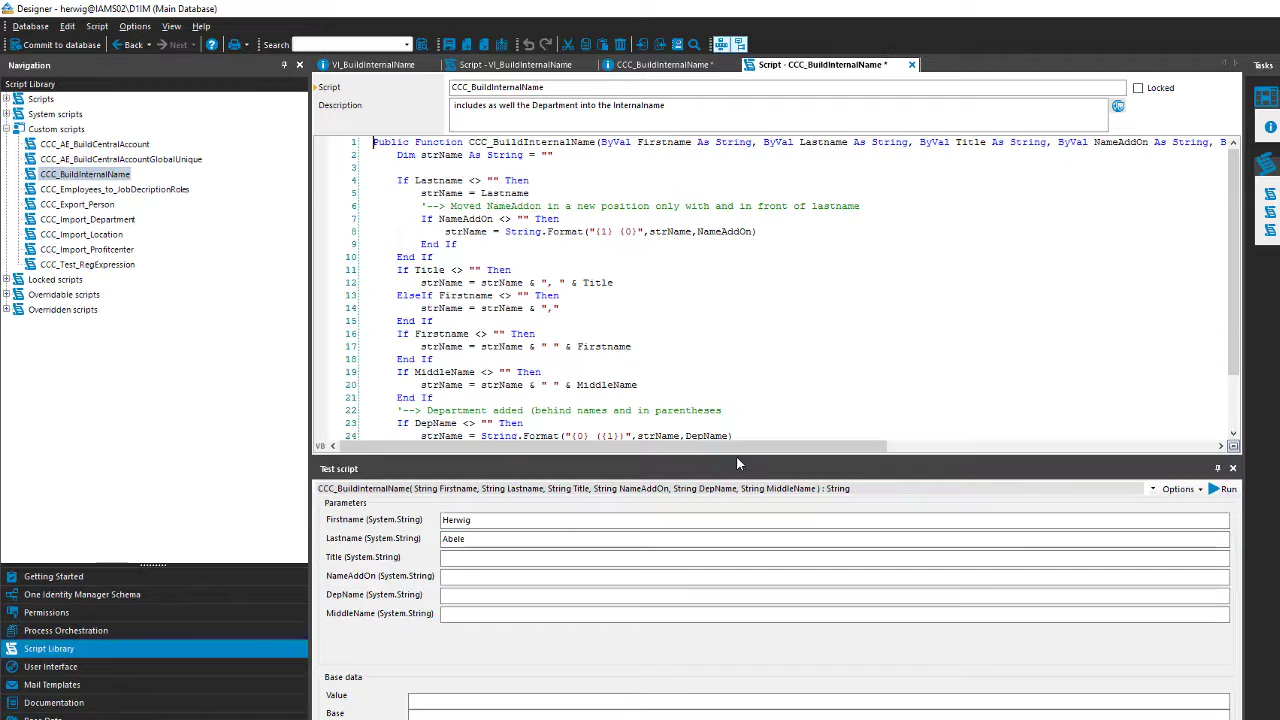 Designer - herwig@IAMS02\D1IM (Main Database)
Database Edit Script Options View Help
Commit to database Back Next Search
Navigation
VI_BuildInternalName
Script - VI_BuildInternalName
CCC_BuildInternalName *
Script - CCC_BuildInternalName *
Tasks
Script Library
Scripts
System scripts
Custom scripts
CCC_AE_BuildCentralAccount
CCC_AE_BuildCentralAccountGlobalUnique
CCC_BuildInternalName
CCC_Employees_to_JobDecriptionRoles
CCC_Export_Person
CCC_Import_Department
CCC_Import_Location
CCC_Import_Profitcenter
CCC_Test_RegExpression
Locked scripts
Overridable scripts
Overridden scripts
Getting Started
One Identity Manager Schema
Permissions
Process Orchestration
Script Library
User Interface
Mail Templates
Documentation
Script CCC_BuildInternalName Locked
Description includes as well the Department into the Internalname
1 Public Function CCC_BuildInternalName(ByVal Firstname As String, ByVal Lastname As String, ByVal Title As String, ByVal NameAddOn As String, B
2 Dim strName As String = ""
3
4 If Lastname <> "" Then
5 strName = Lastname
6 '--> Moved NameAddon in a new position only with and in front of lastname
7 If NameAddOn <> "" Then
8 strName = String.Format("{1} {0}",strName,NameAddOn)
9 End If
10 End If
11 If Title <> "" Then
12 strName = strName & ", " & Title
13 ElseIf Firstname <> "" Then
14 strName = strName & ","
15 End If
16 If Firstname <> "" Then
17 strName = strName & " " & Firstname
18 End If
19 If MiddleName <> "" Then
20 strName = strName & " " & MiddleName
21 End If
22 '--> Department added (behind names and in parentheses
23 If DepName <> "" Then
24 strName = String.Format("{0} ({1})",strName,DepName)
VB
Test script
CCC_BuildInternalName( String Firstname, String Lastname, String Title, String NameAddOn, String DepName, String MiddleName ) : String
Options Run
Parameters
Firstname (System.String) Herwig
Lastname (System.String) Abele
Title (System.String)
NameAddOn (System.String)
DepName (System.String)
MiddleName (System.String)
Base data
Value
Base